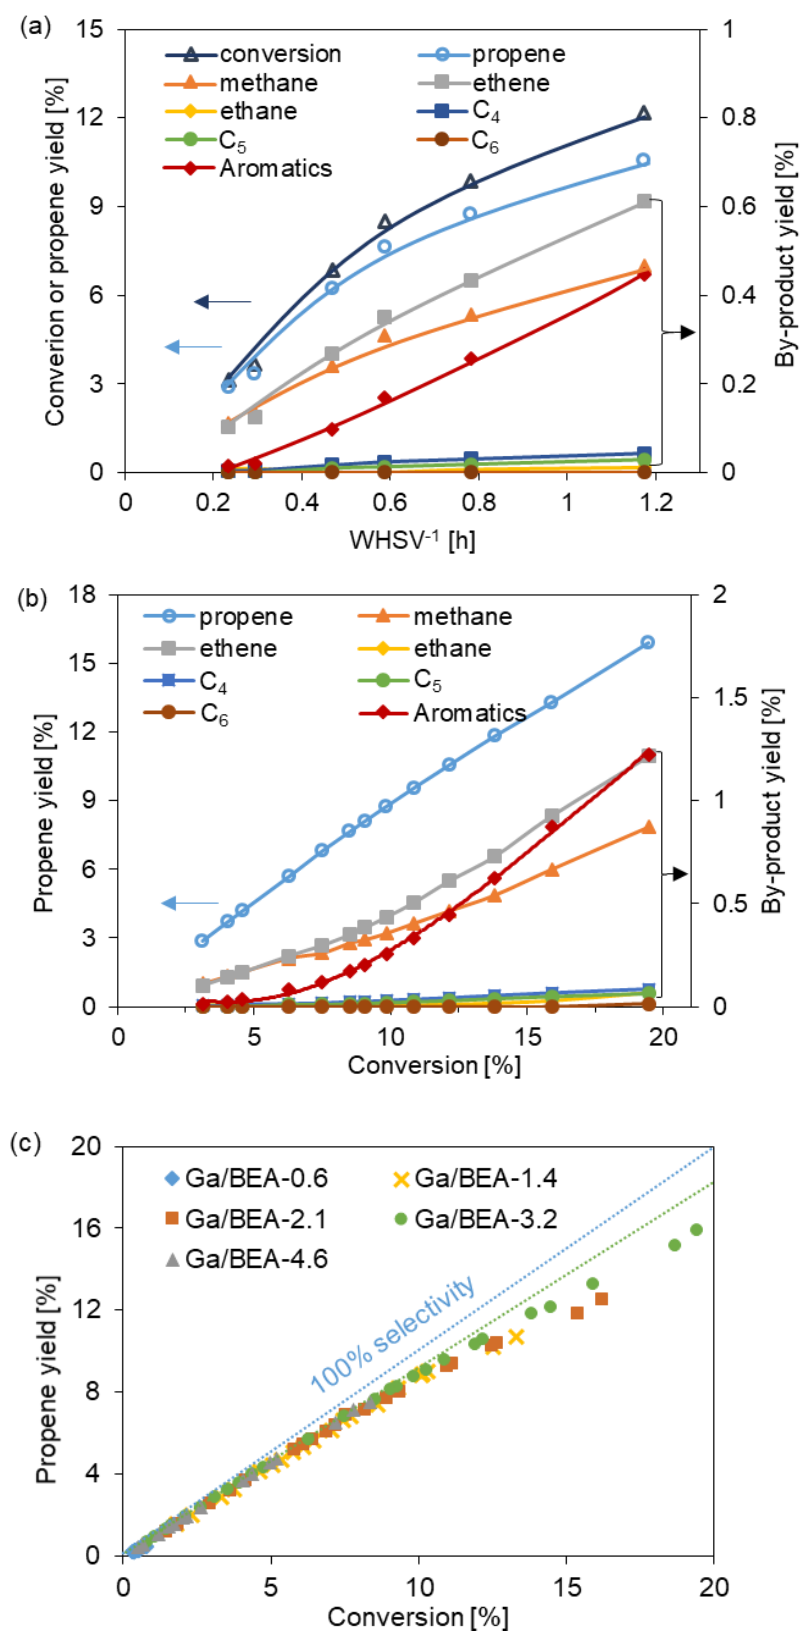 (a)
15
12
9
6
3
0
Converion or propene yield [%]
conversion
propene
methane
ethene
ethane
C4
C5
C6
Aromatics
1
0.8
0.6
0.4
0.2
0
By-product yield [%]
0 0.2 0.4 0.6 0.8 1 1.2
WHSV-1 [h]
(b)
18
15
12
9
6
3
0
Propene yield [%]
propene
methane
ethene
ethane
C4
C5
C6
Aromatics
2
1.5
1
0.5
0
By-product yield [%]
0 5 10 15 20
Conversion [%]
(c)
20
16
12
8
4
0
Propene yield [%]
Ga/BEA-0.6
Ga/BEA-1.4
Ga/BEA-2.1
Ga/BEA-3.2
Ga/BEA-4.6
100% selectivity
0 5 10 15 20
Conversion [%]